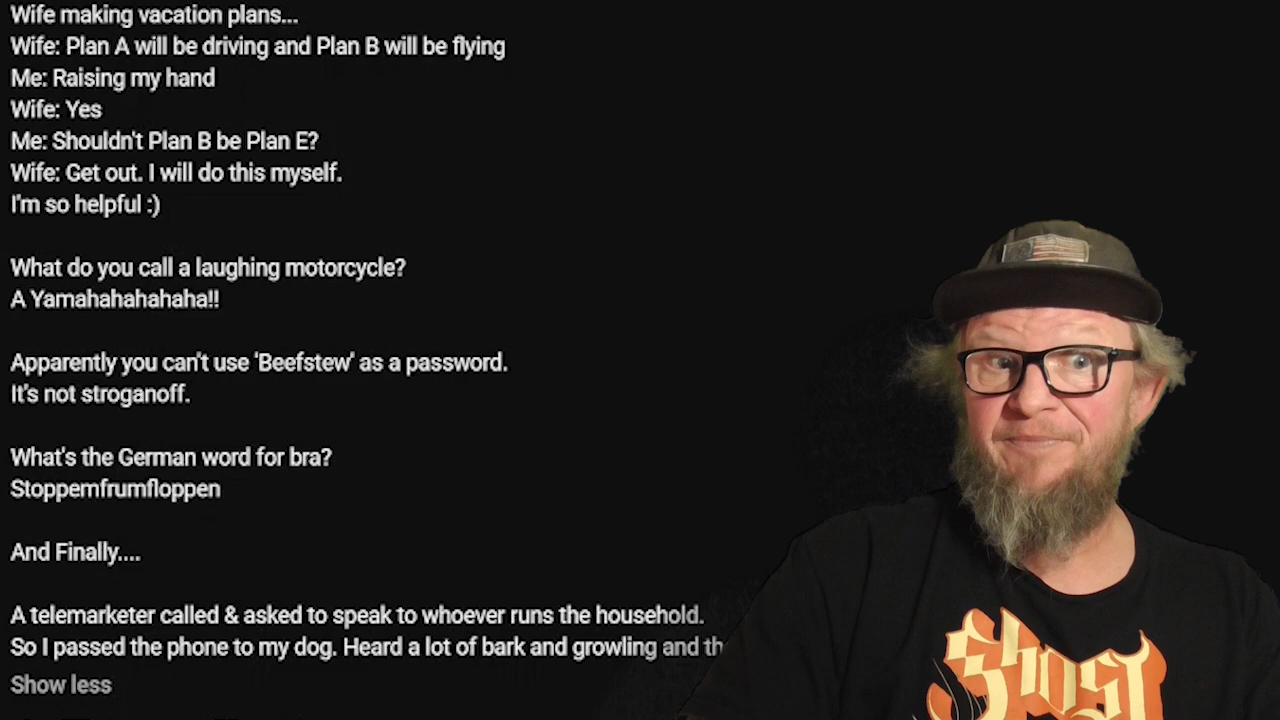 Wife making vacation plans...
Wife: Plan A will be driving and Plan B will be flying
Me: Raising my hand
Wife: Yes
Me: Shouldn't Plan B be Plan E?
Wife: Get out. I will do this myself.
I'm so helpful :)
What do you call a laughing motorcycle?
A Yamahahahahaha!!
Apparently you can't use 'Beefstew' as a password.
It's not stroganoff.
What's the German word for bra?
Stoppemfrumfloppen
And Finally....
A telemarketer called & asked to speak to whoever runs the household.
So I passed the phone to my dog. Heard a lot of bark and growling and
Show less
Ghost